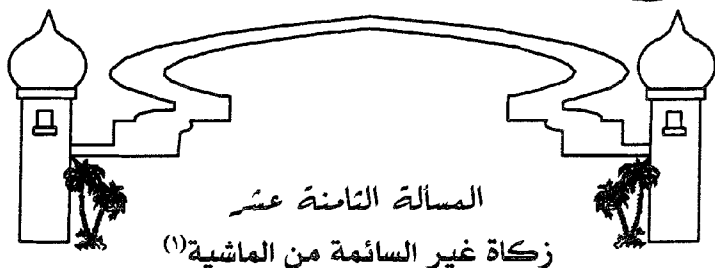 المسألة الثامنة عشر
زكاة غير السائمة من الماشية(١)